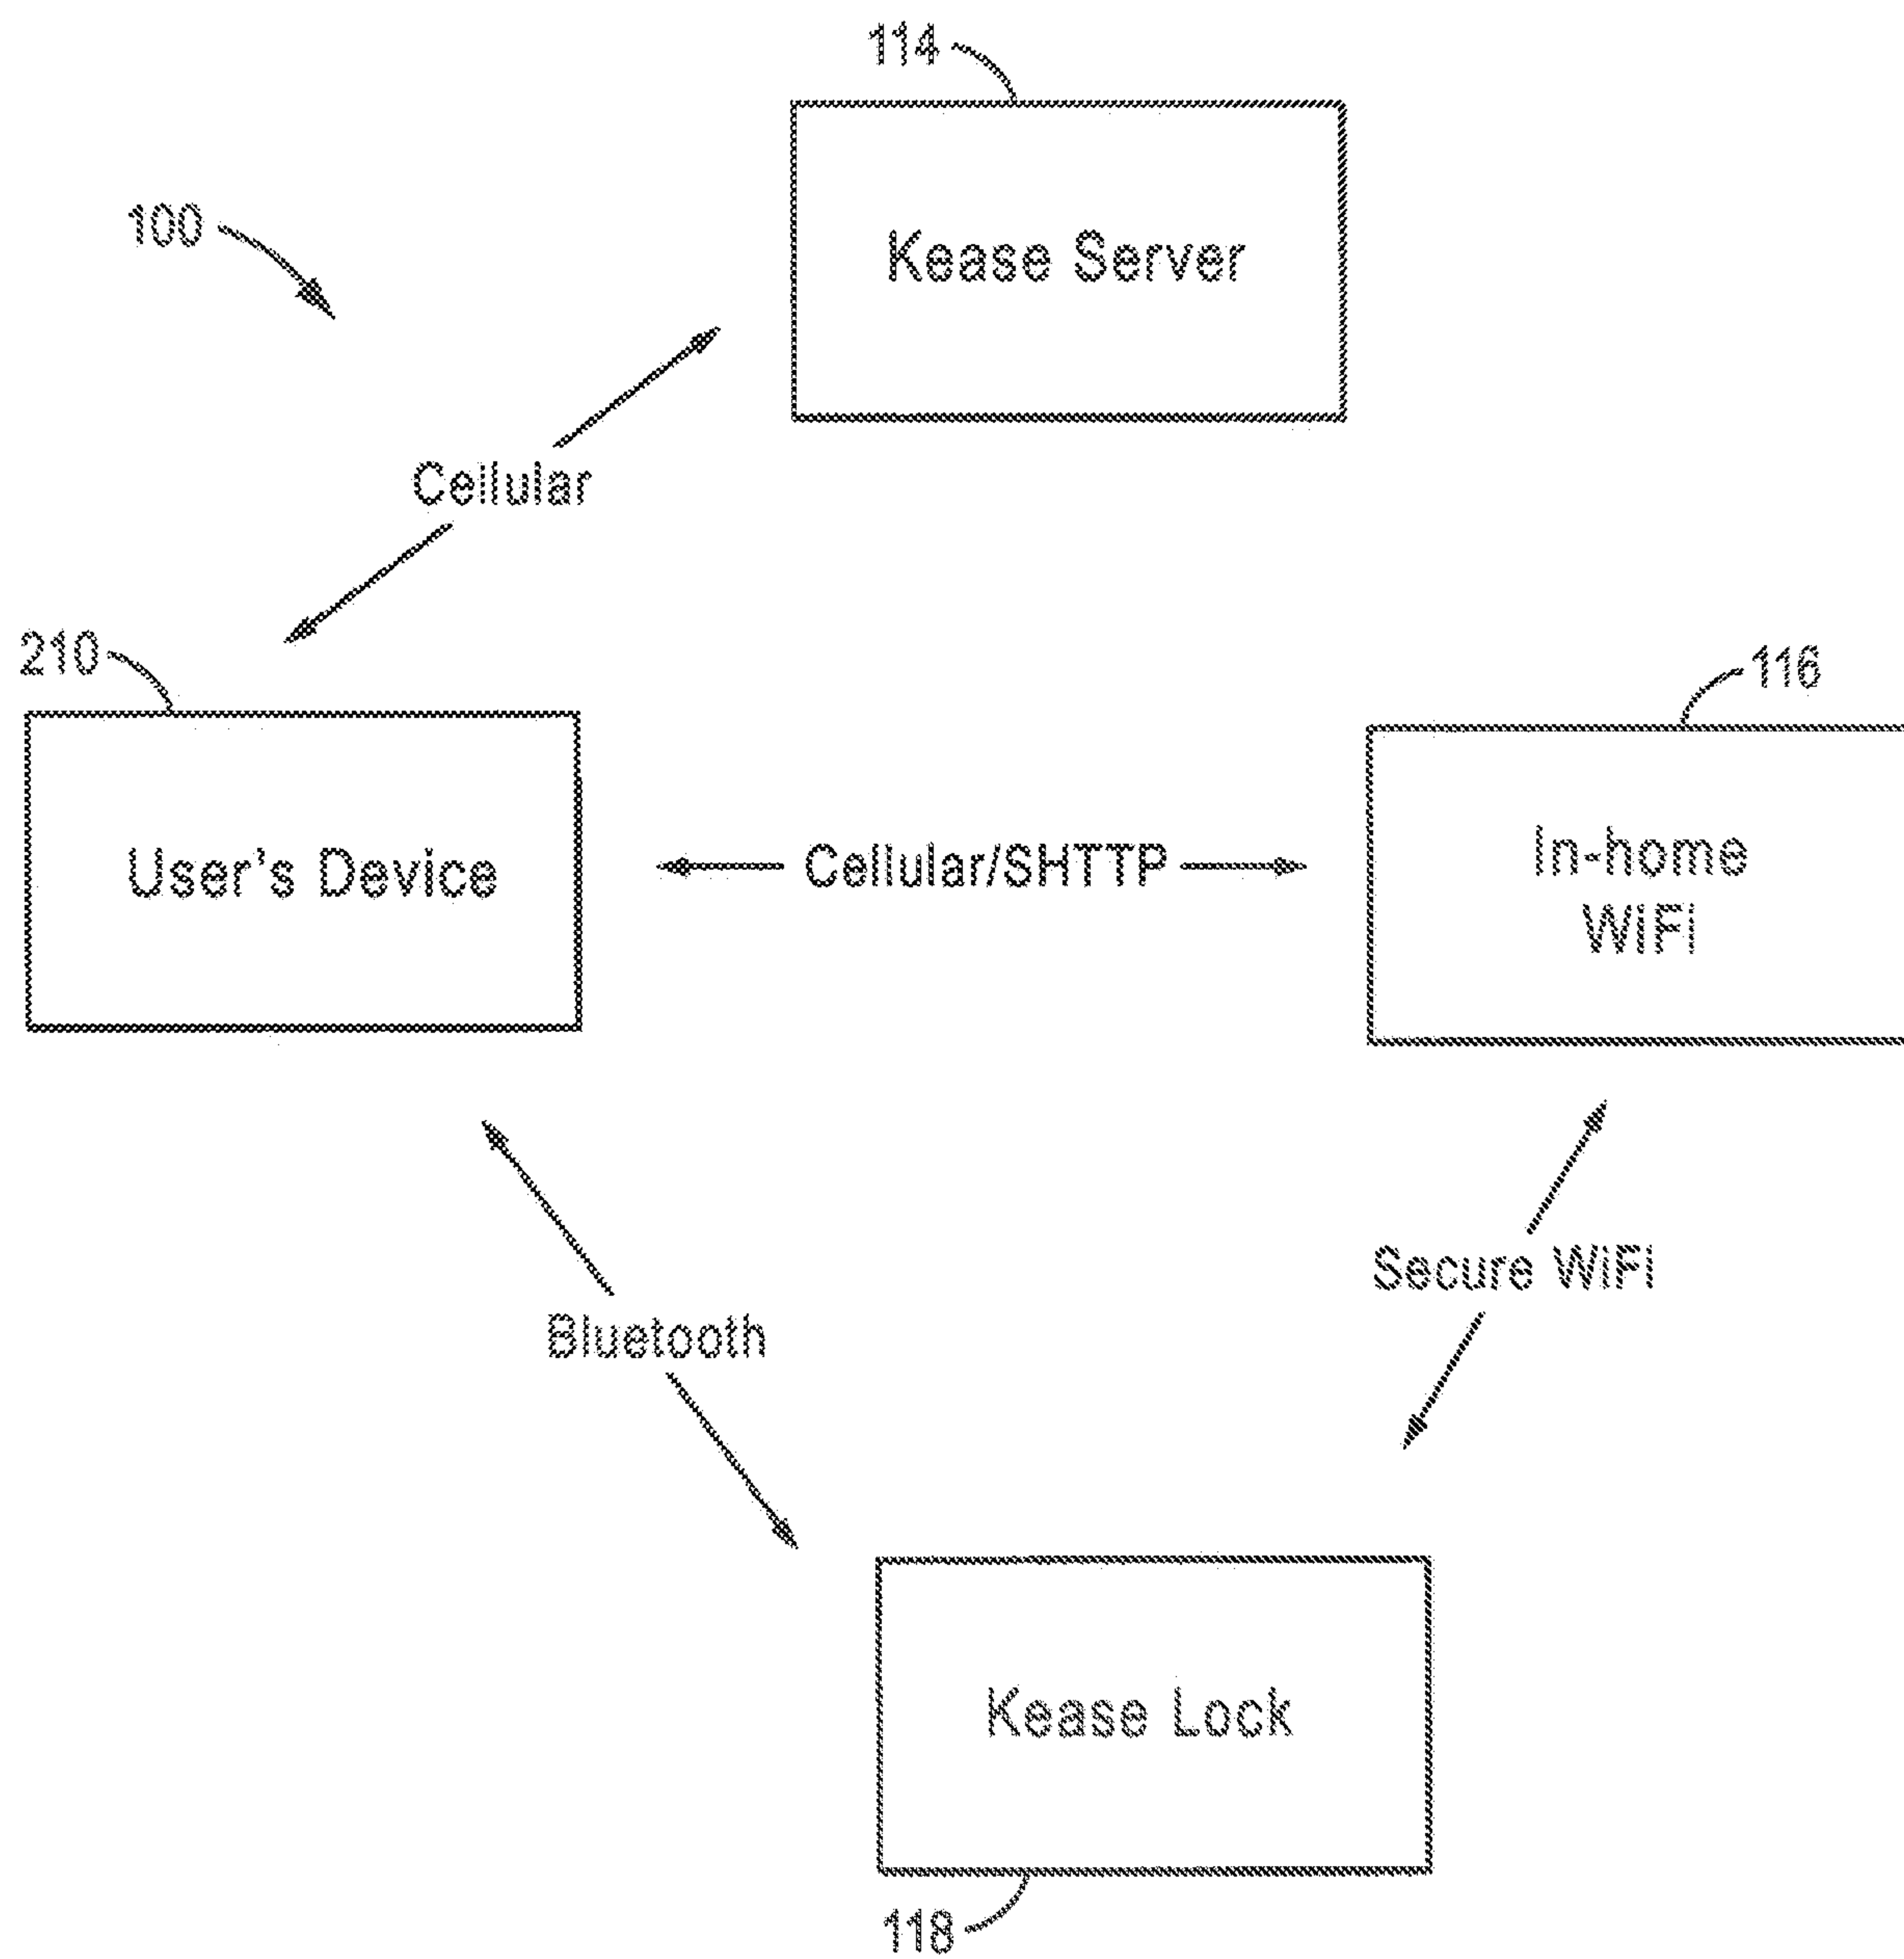 114
100
Kease Server
Cellular
210
116
User's Device
Cellular/SHTTP
In-home
WiFi
Secure WiFi
Bluetooth
Kease Lock
118